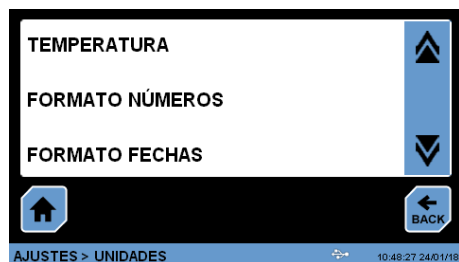 TEMPERATURA
FORMATO NÚMEROS
FORMATO FECHAS
BACK
AJUSTES > UNIDADES
10:48:27 24/01/18